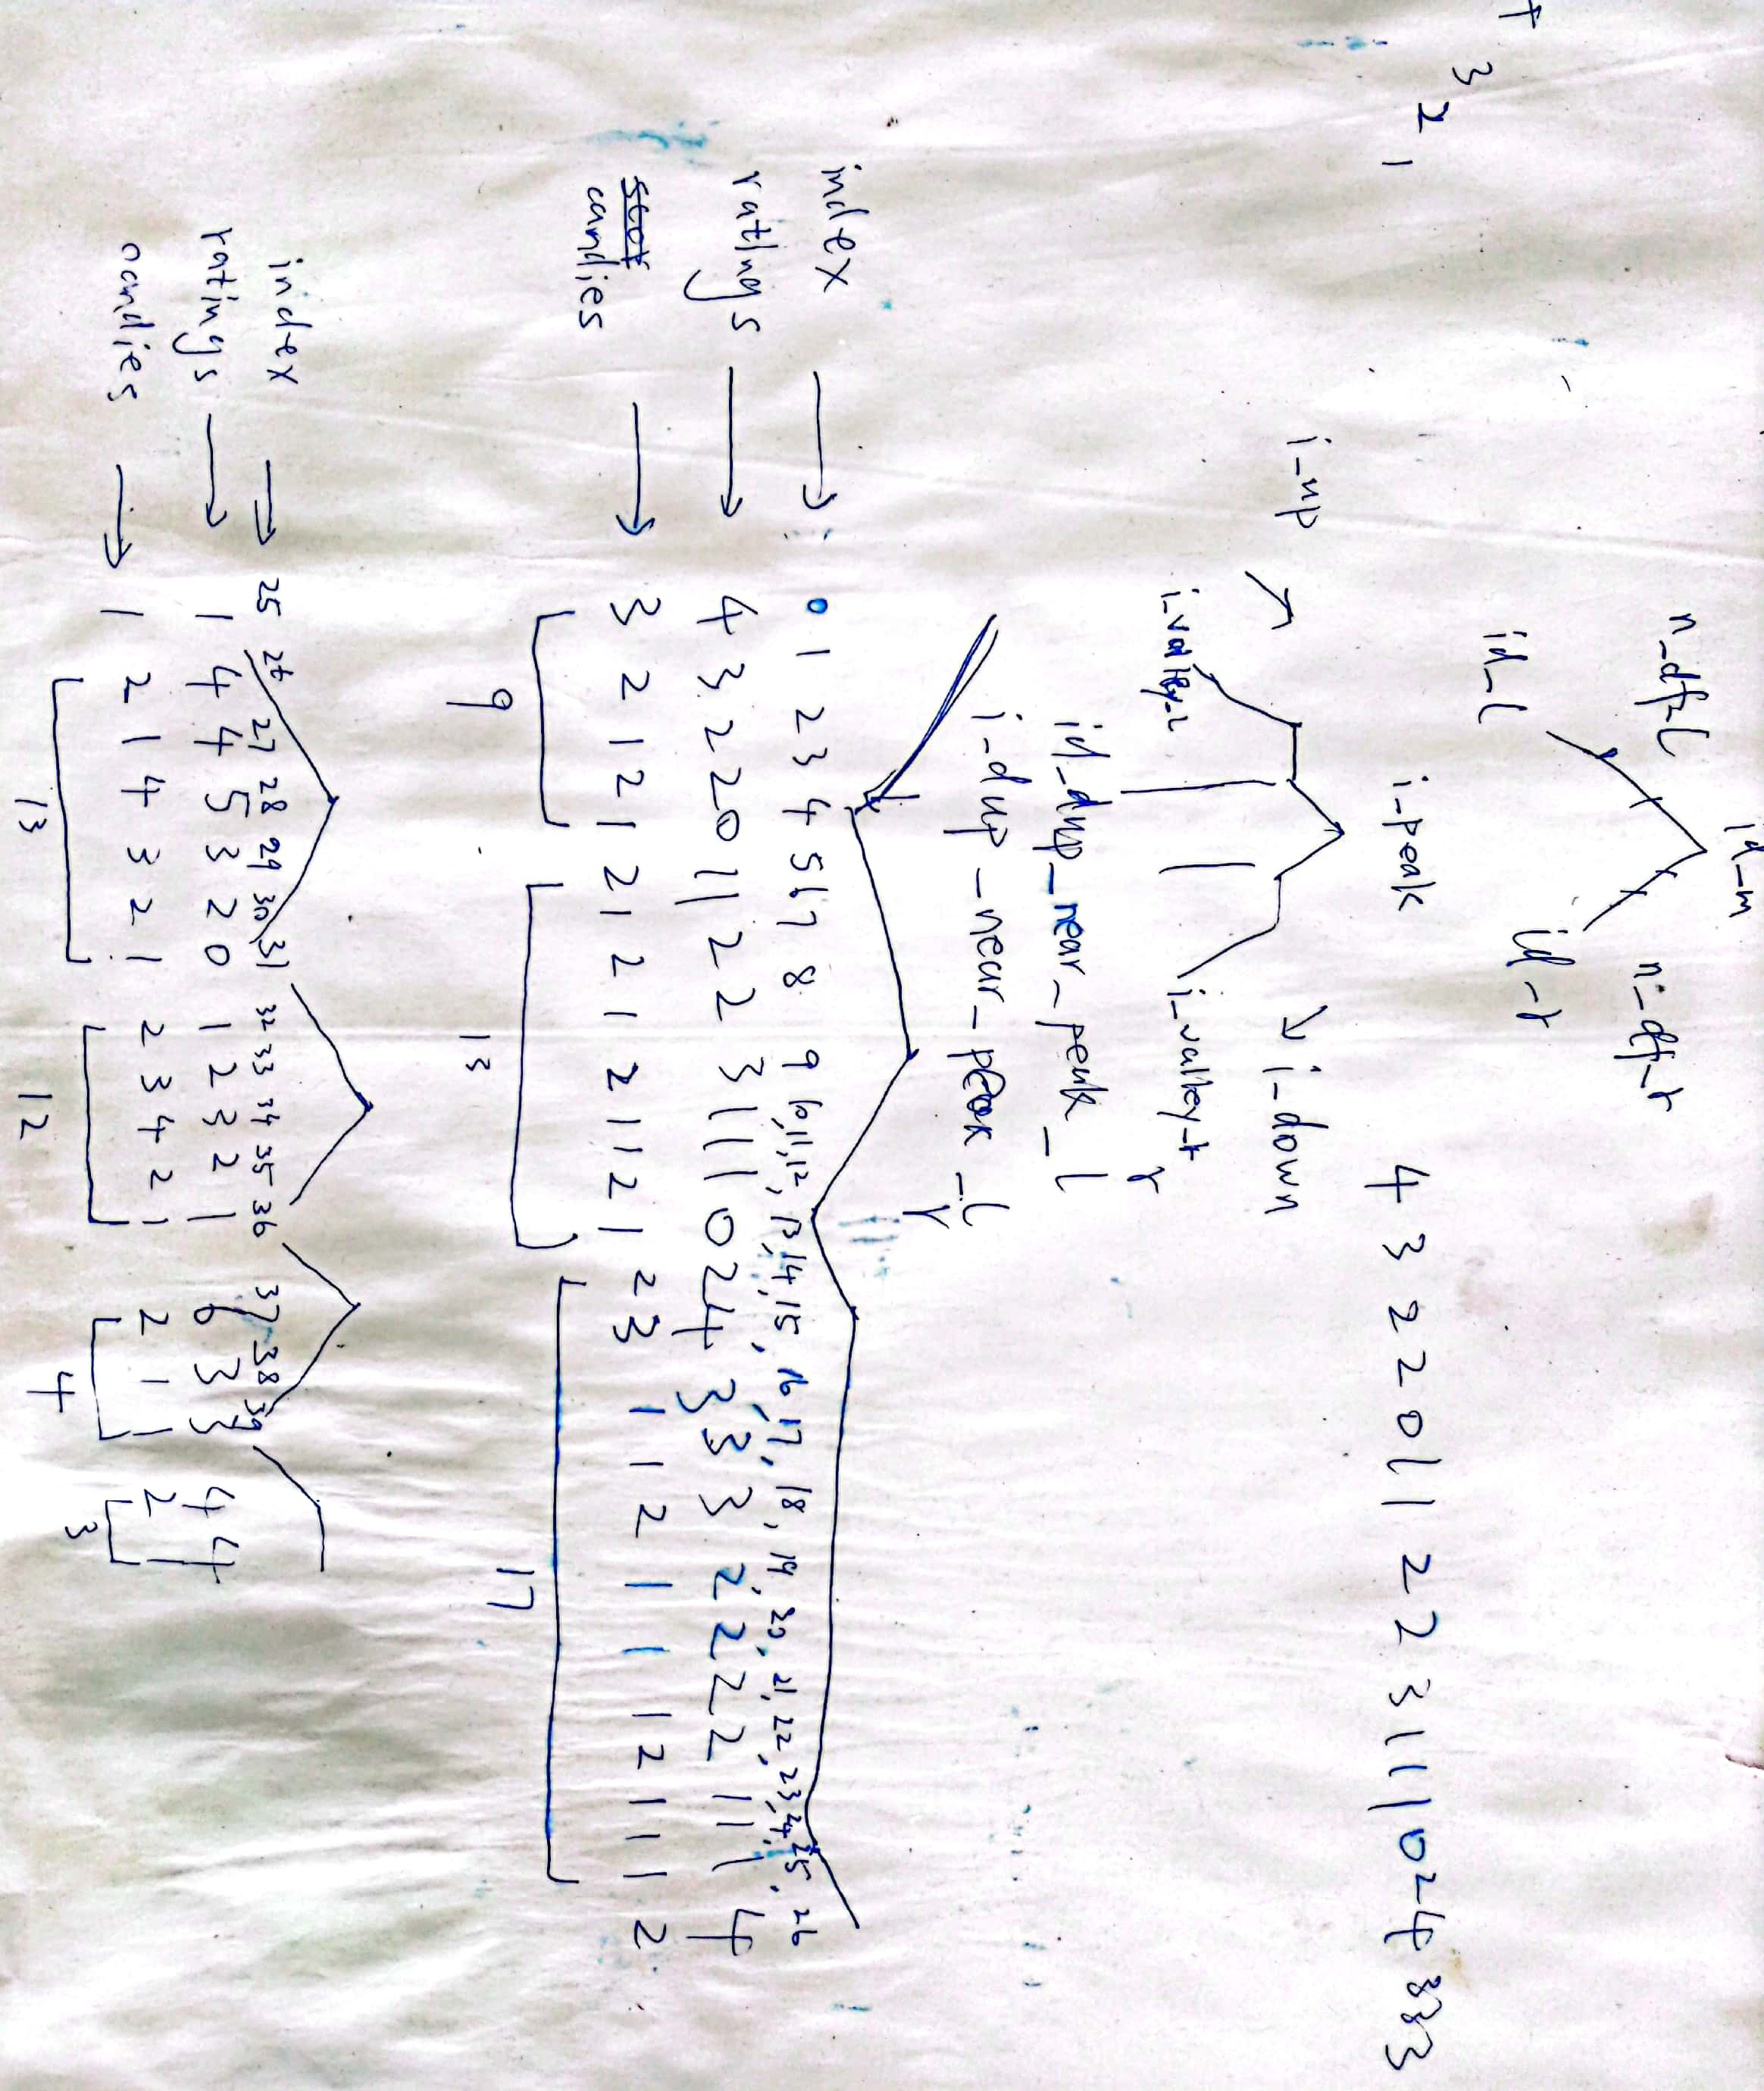 4 3 2 1
id_m
n_df_l n_df_r
id_l id_r
4 3 2 2 0 1 1 2 2 3 1 1 1 0 2 4 3 3 3
i_peak
i_up i_down
i_valley_l i_valley_r
id_dup_near_peak_l
r
i_dup_near_peak_l
r
index 0 1 2 3 4 5 6 7 8 9 10, 11, 12, 13, 14, 15, 16, 17, 18, 19, 20, 21, 22, 23, 24, 25, 26
ratings 4 3 2 2 0 1 1 2 2 3 1 1 1 0 2 4 3 3 3 2 2 2 2 1 1 1 4
candies 3 2 1 2 1 2 1 2 1 2 1 1 2 1 2 3 1 1 2 1 1 1 2 1 1 1 2
9 13 17
index 25 26 27 28 29 30 31 32 33 34 35 36 37 38 39
ratings 1 4 4 5 3 2 0 1 2 3 2 1 6 3 3 4 4
candies 1 2 1 4 3 2 1 2 3 4 2 1 2 1 1 2 1
13 12 4 3